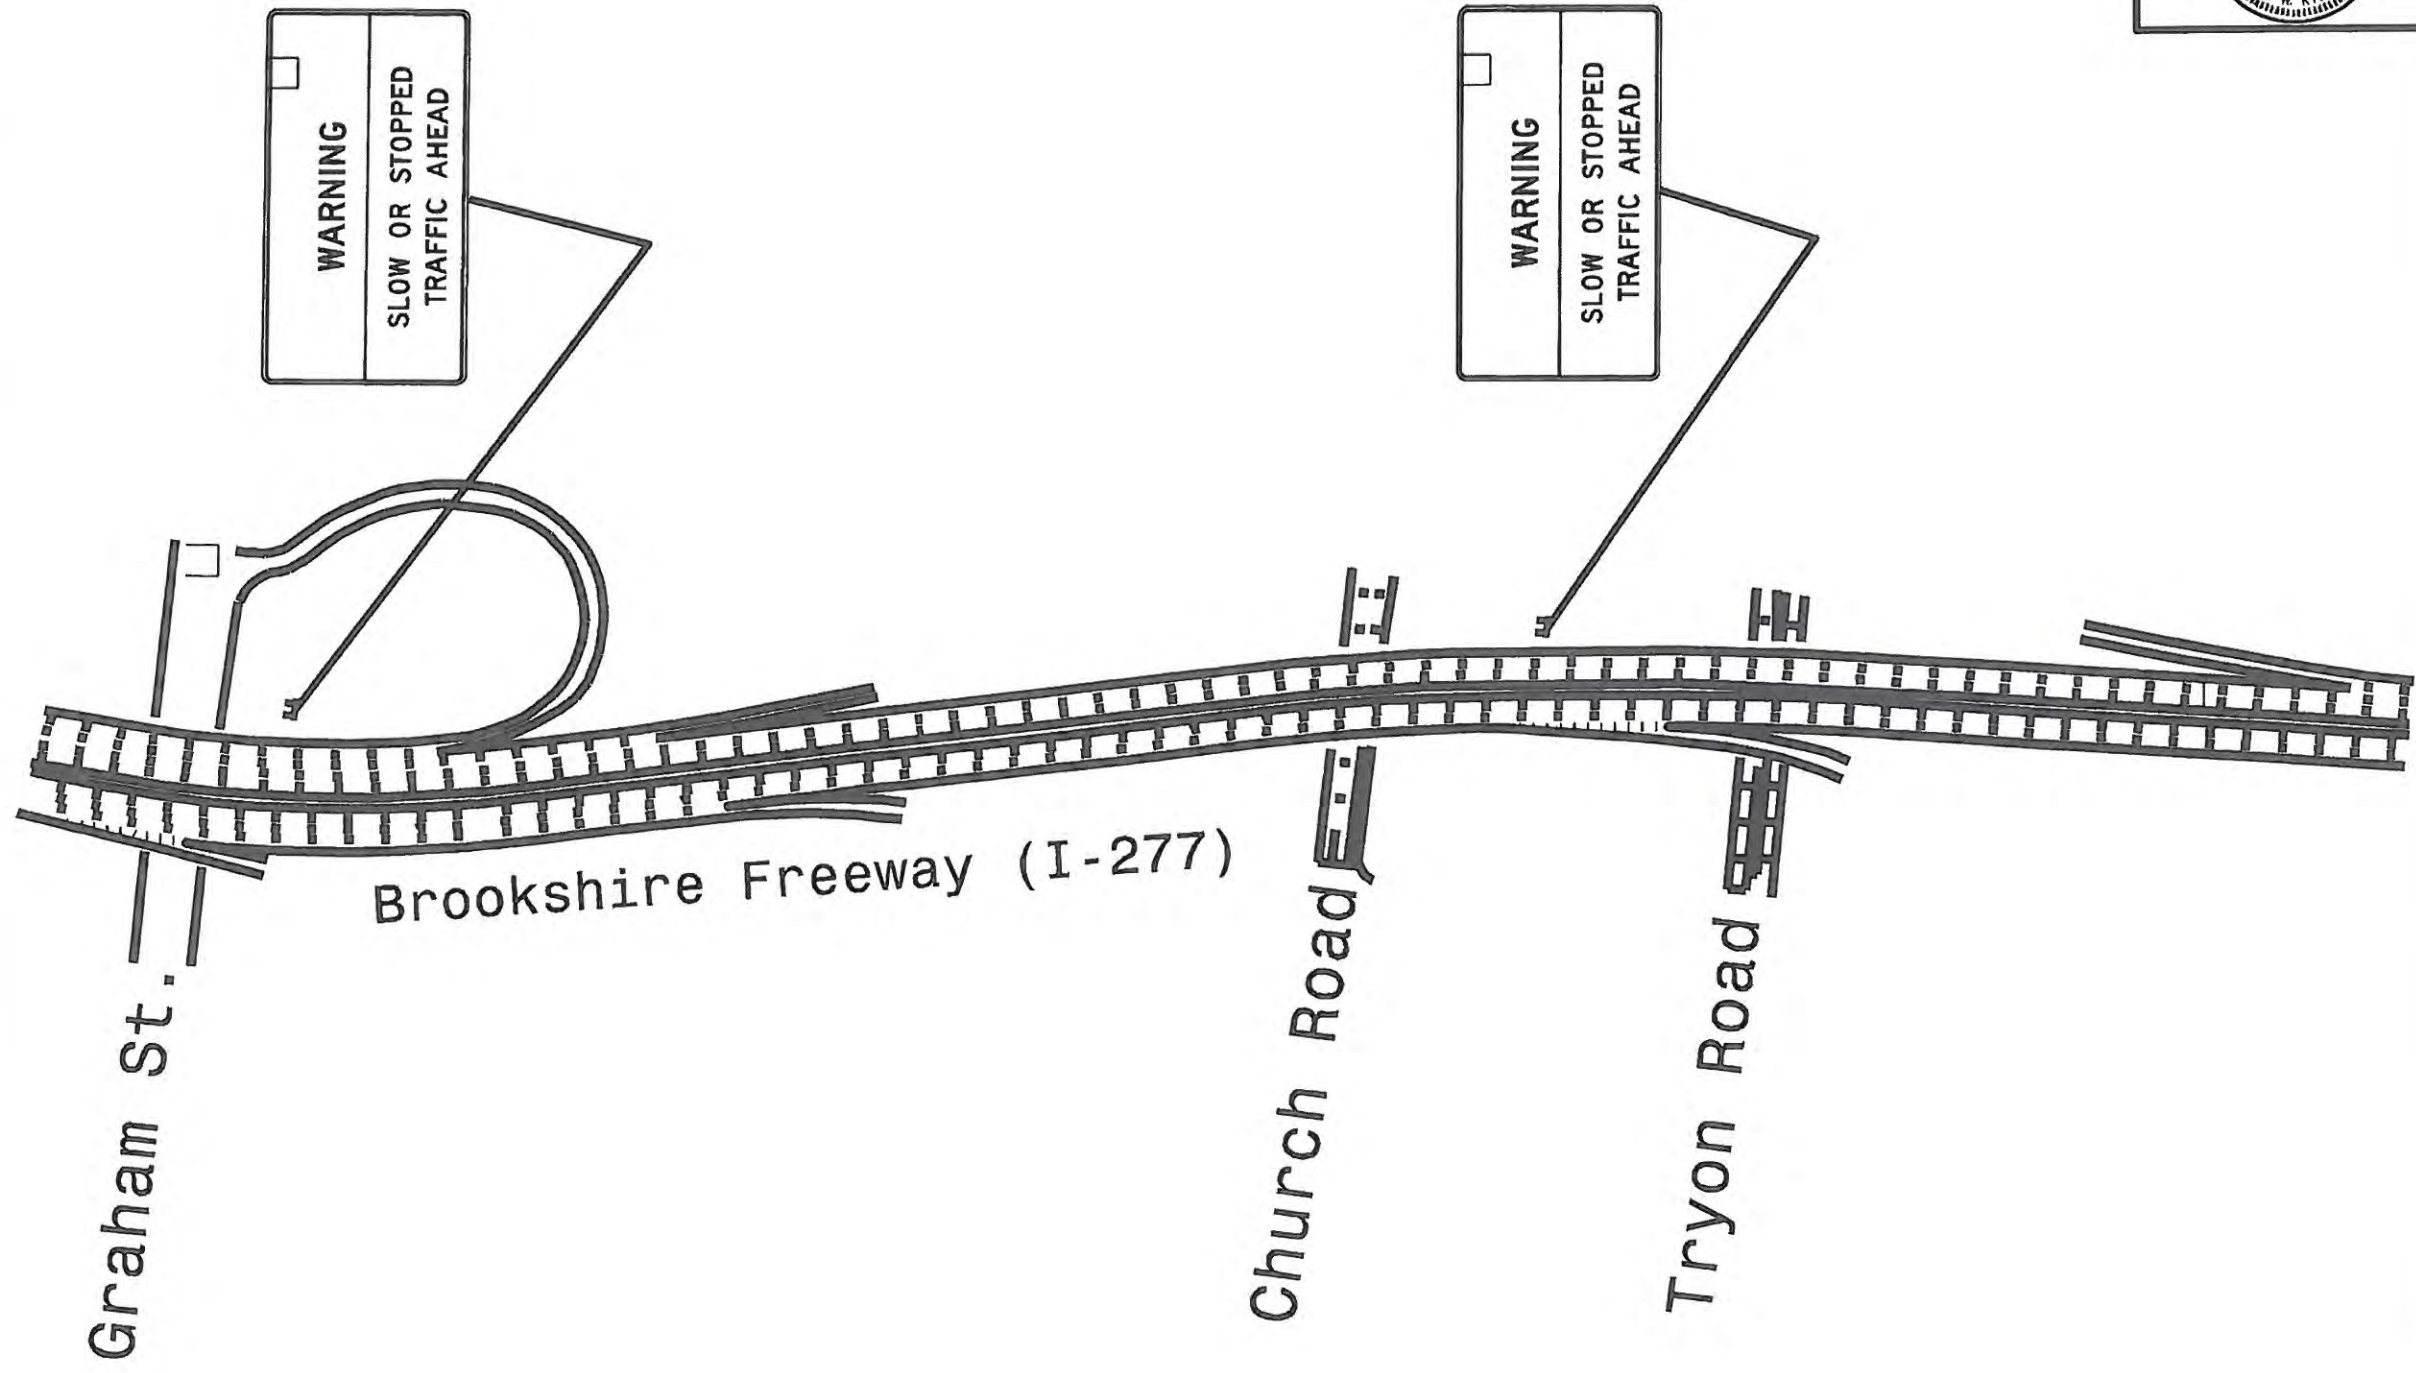 WARNING
SLOW OR STOPPED
TRAFFIC AHEAD
WARNING
SLOW OR STOPPED
TRAFFIC AHEAD
Brookshire Freeway (I-277)
Graham St.
Church Road
Tryon Road